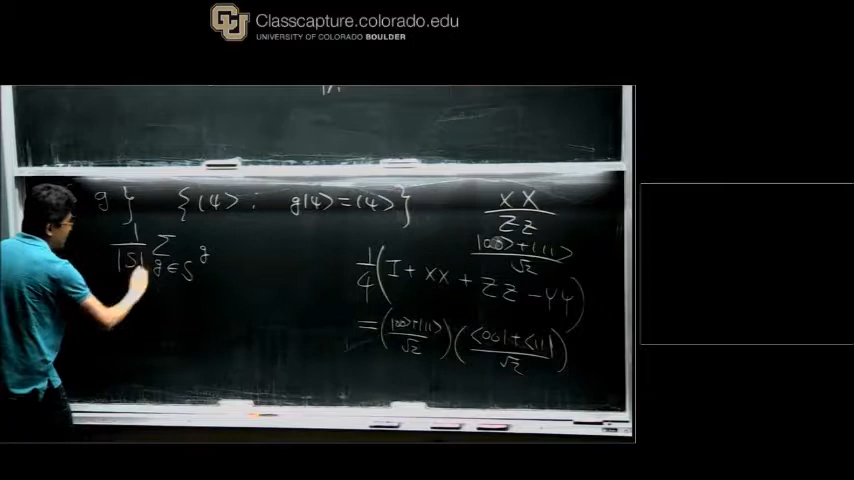 Classcapture.colorado.edu
UNIVERSITY OF COLORADO BOULDER
g } { |ψ> : g|ψ> = |ψ> }
XX
ZZ
1/|S| Σ g∈S g
|00> + |11> / √2
1/4 ( I + XX + ZZ - YY )
= ( |00>+|11> / √2 ) ( <00| + <11| / √2 )